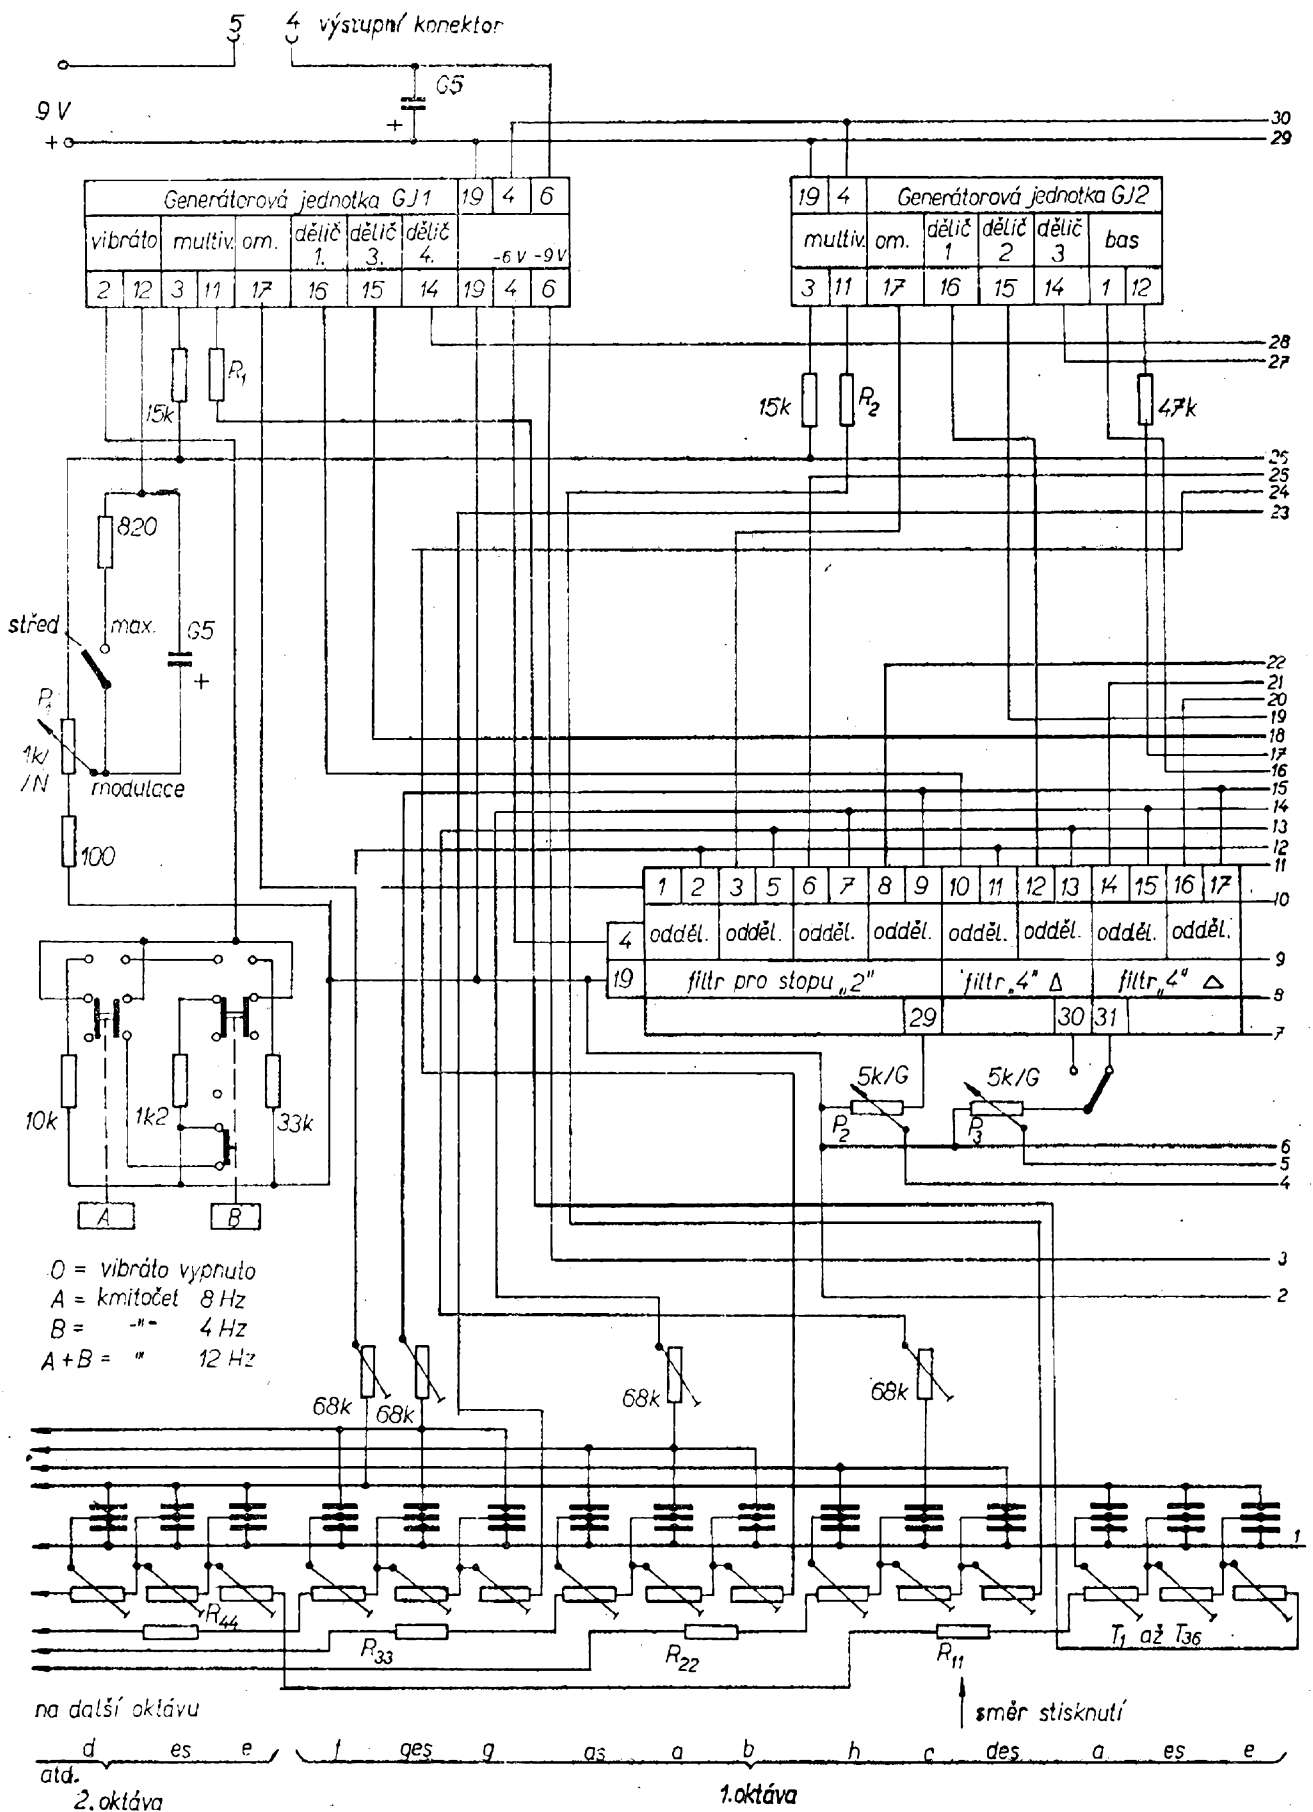 5 4 výstupní konektor
G5
9 V
+
30
29
Generátorová jednotka GJ1 19 4 6
vibráto multiv. om. dělič 1. dělič 3. dělič 4. -6V -9V
2 12 3 11 17 16 15 14 19 4 6
19 4 Generátorová jednotka GJ2
multiv. om. dělič 1 dělič 2 dělič 3 bas
3 11 17 16 15 14 1 12
28
27
15k R1
15k R2 47k
26
25
24
23
820
střed max. G5
+
P1
1k/
/N
modulace
100
22
21
20
19
18
17
16
15
14
13
12
11
10
9
8
7
1 2 3 5 6 7 8 9 10 11 12 13 14 15 16 17
4 odděl. odděl. odděl. odděl. odděl. odděl. odděl. odděl.
19 filtr pro stopu „2" filtr „4" Δ filtr „4" Δ
29 30 31
5k/G 5k/G
P2 P3
10k 1k2 33k
6
5
4
A B
0 = vibráto vypnuto
A = kmitočet 8 Hz
B = -"- 4 Hz
A+B = " 12 Hz
3
2
68k 68k 68k 68k
1
R44 R33 R22 R11 T1 až T36
na další oktávu
směr stisknutí
d es e f ges g as a b h c des d es e
atd.
2. oktáva 1. oktáva